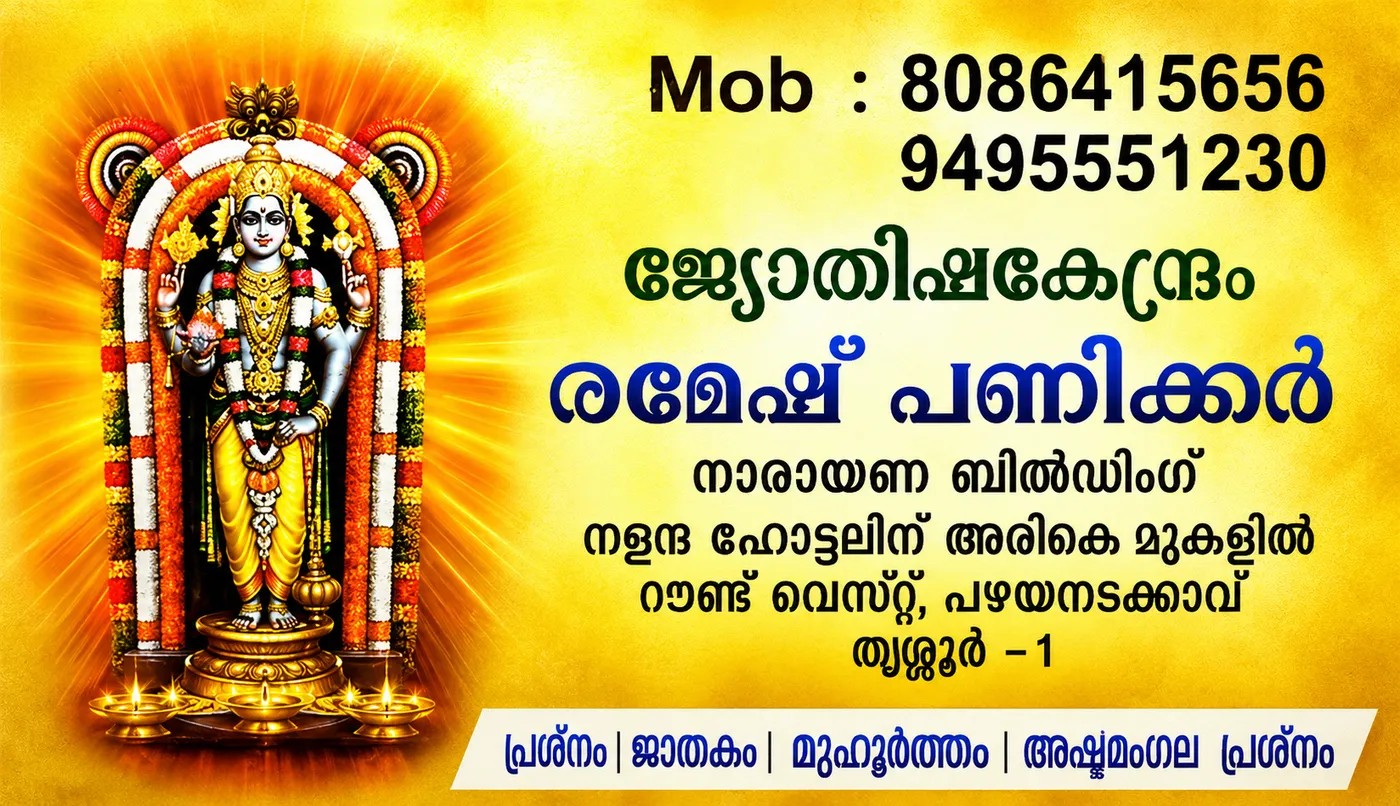 Mob : 8086415656
9495551230
ജ്യോതിഷകേന്ദ്രം
രമേഷ് പണിക്കർ
നാരായണ ബിൽഡിംഗ്
നളന്ദ ഹോട്ടലിന് അരികെ മുകളിൽ
റൗണ്ട് വെസ്റ്റ്, പഴയനടക്കാവ്
തൃശ്ശൂർ – 1
പ്രശ്നം | ജാതകം | മുഹൂർത്തം | അഷ്ടമംഗല പ്രശ്നം